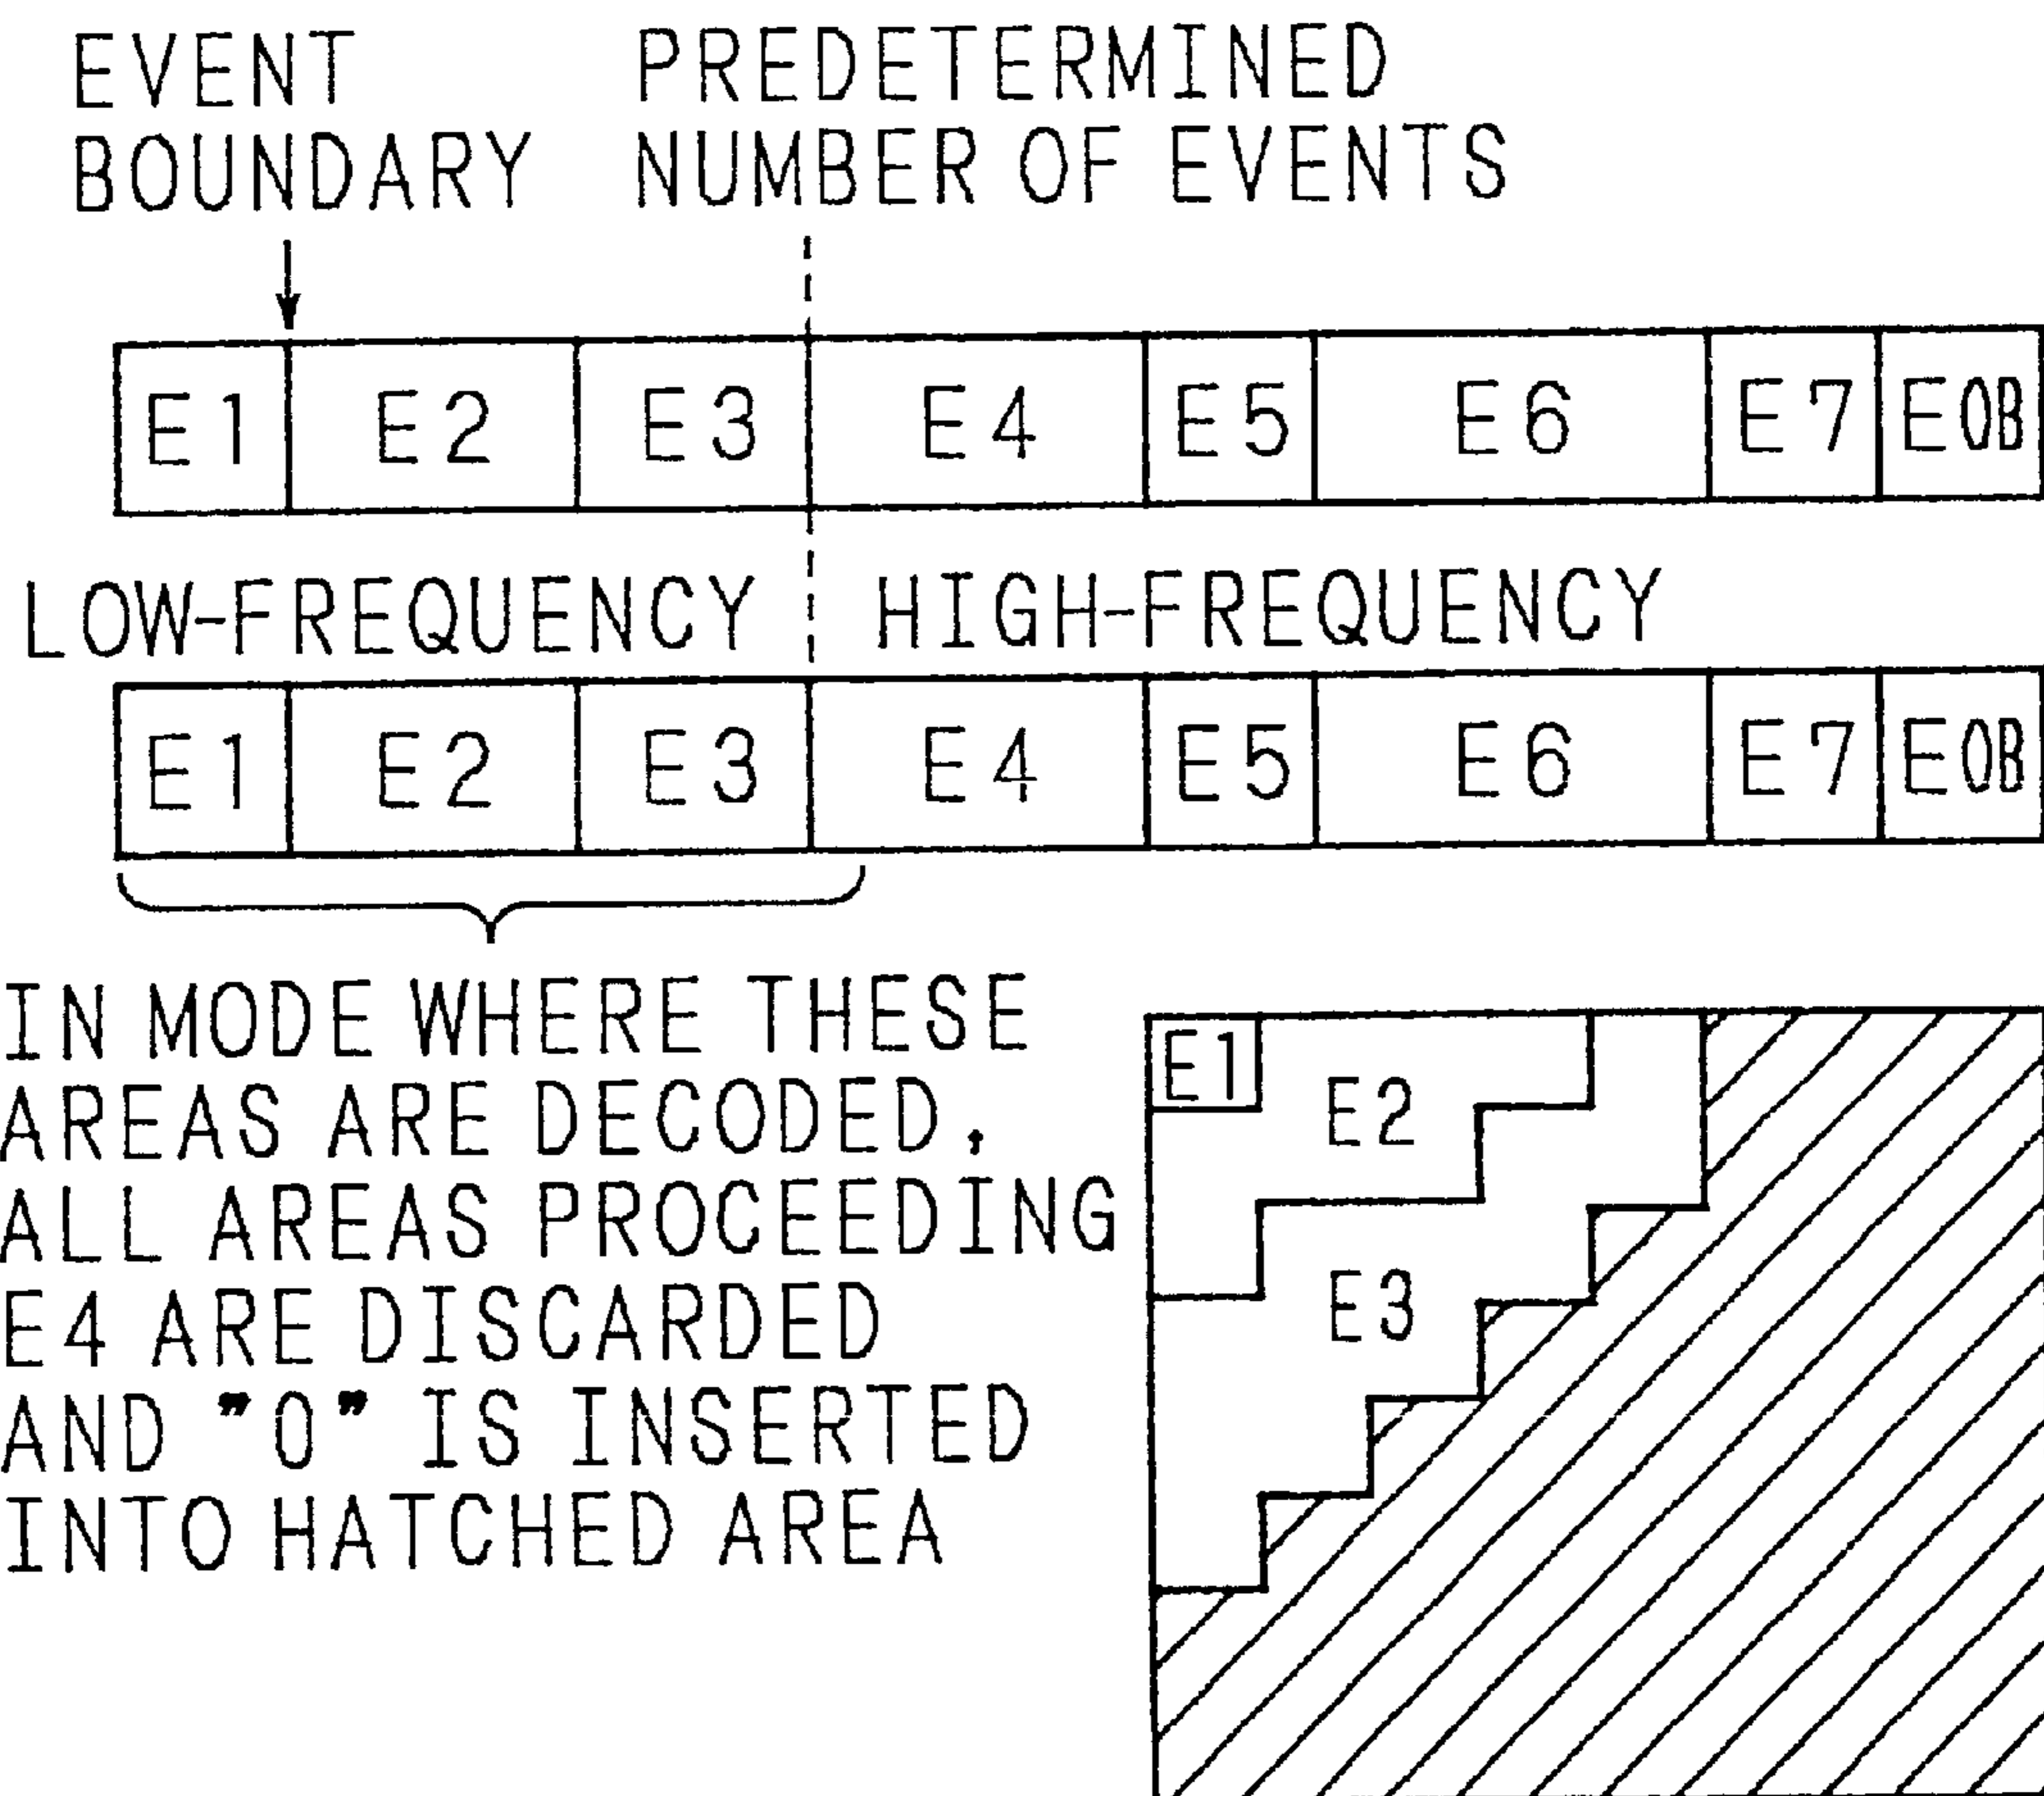 EVENT PREDETERMINED
BOUNDARY NUMBER OF EVENTS
E1 E2 E3 E4 E5 E6 E7 EOB
LOW-FREQUENCY HIGH-FREQUENCY
E1 E2 E3 E4 E5 E6 E7 EOB
IN MODE WHERE THESE
AREAS ARE DECODED,
ALL AREAS PROCEEDING
E4 ARE DISCARDED
AND "0" IS INSERTED
INTO HATCHED AREA
E1
E2
E3